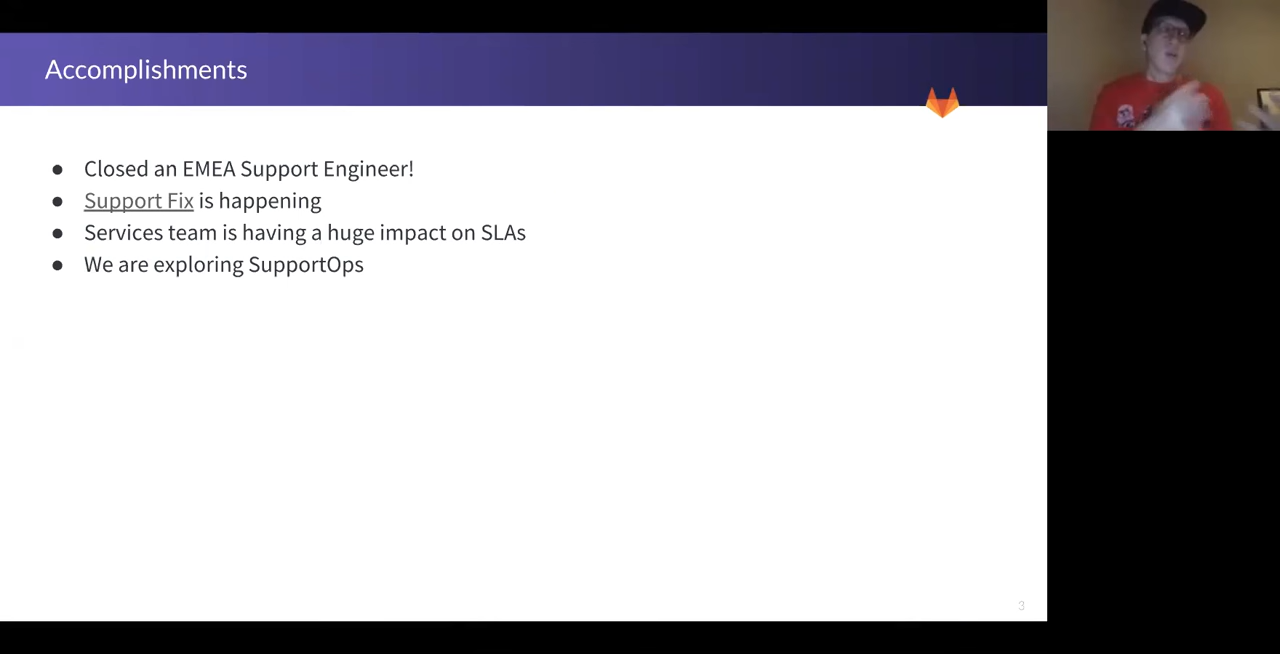 Accomplishments
● Closed an EMEA Support Engineer!
● Support Fix is happening
● Services team is having a huge impact on SLAs
● We are exploring SupportOps
3